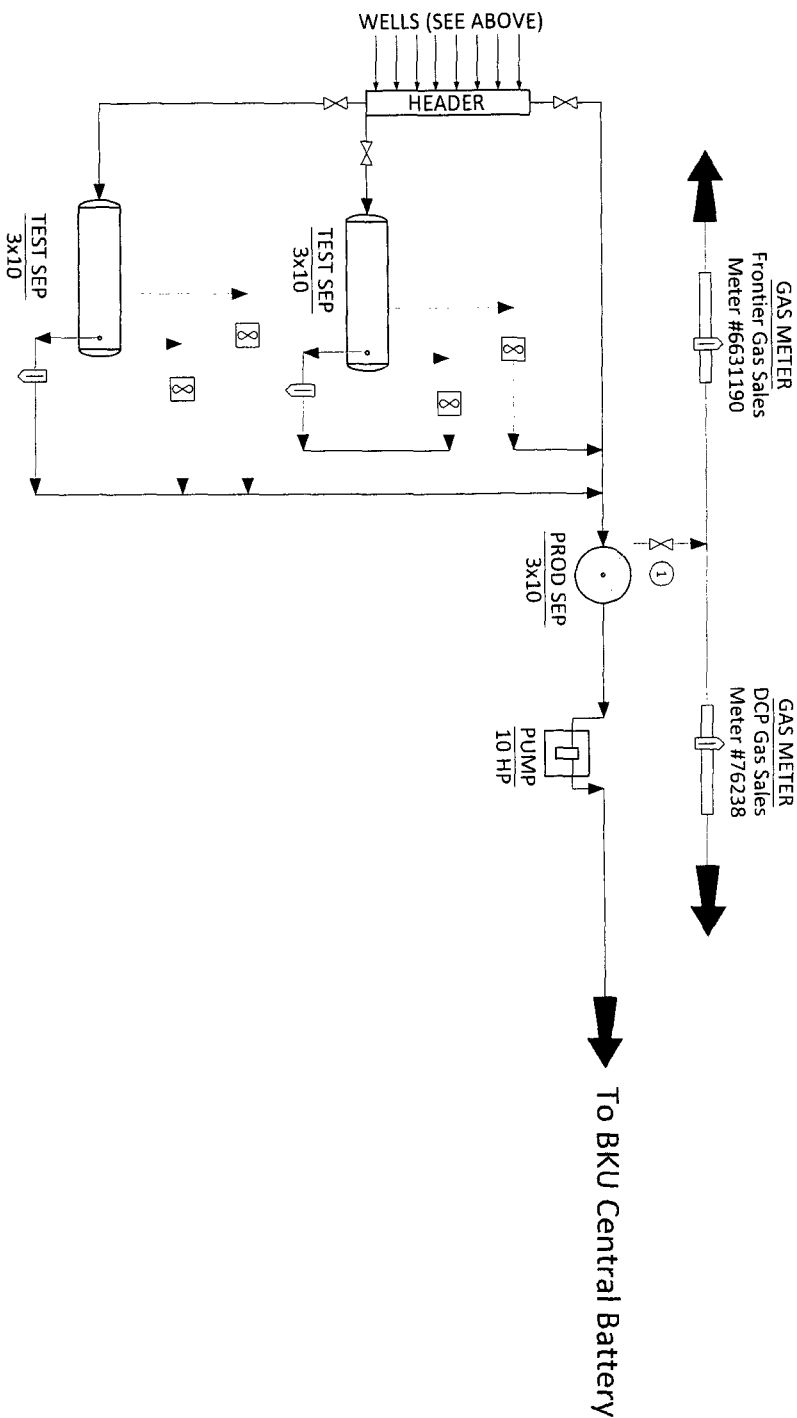 WELLS (SEE ABOVE)
HEADER
GAS METER
Frontier Gas Sales
Meter #6631190
GAS METER
DCP Gas Sales
Meter #76238
TEST SEP
3x10
TEST SEP
3x10
1
PROD SEP
3x10
PUMP
10 HP
To BKU Central Battery